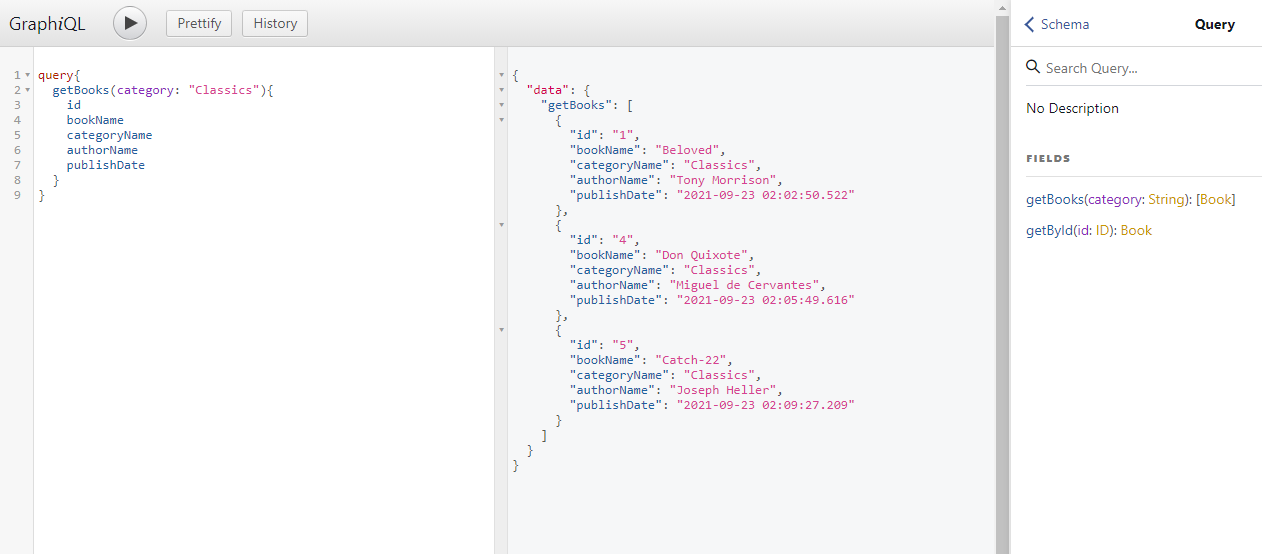 GraphiQL
Prettify
History
1 query{
2 getBooks(category: "Classics"){
3 id
4 bookName
5 categoryName
6 authorName
7 publishDate
8 }
9 }
{
"data": {
"getBooks": [
{
"id": "1",
"bookName": "Beloved",
"categoryName": "Classics",
"authorName": "Tony Morrison",
"publishDate": "2021-09-23 02:02:50.522"
},
{
"id": "4",
"bookName": "Don Quixote",
"categoryName": "Classics",
"authorName": "Miguel de Cervantes",
"publishDate": "2021-09-23 02:05:49.616"
},
{
"id": "5",
"bookName": "Catch-22",
"categoryName": "Classics",
"authorName": "Joseph Heller",
"publishDate": "2021-09-23 02:09:27.209"
}
]
}
}
Schema
Query
Search Query...
No Description
FIELDS
getBooks(category: String): [Book]
getById(id: ID): Book